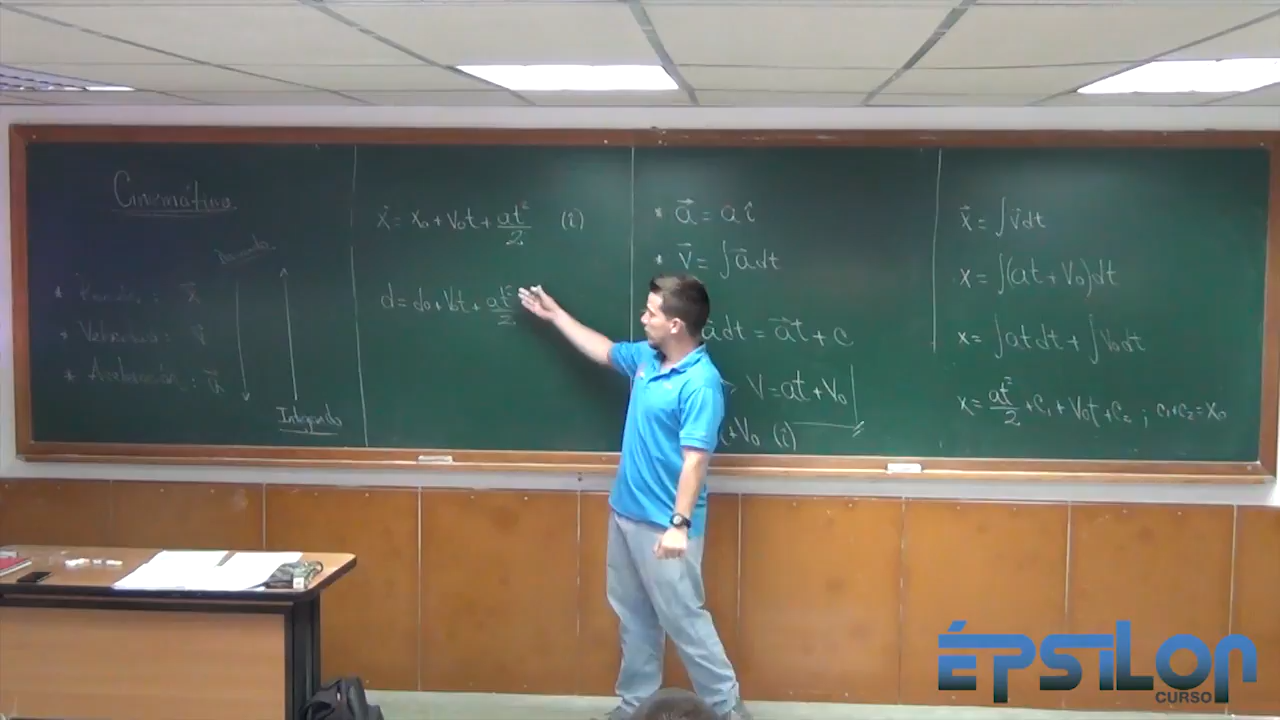 Cinemática
Derivando
Posición : x⃗
Velocidad : v⃗
Aceleración : a⃗
Integrando
x⃗ = x₀ + v₀t + at²/2 (î)
d = d₀ + v₀t + at²/2
* a⃗ = a î
* v⃗ = ∫a⃗dt
a⃗dt = a⃗t + c
V = at + V₀
+V₀ (î)
x⃗ = ∫v⃗dt
x = ∫(at + V₀)dt
x = ∫at dt + ∫V₀dt
x = at²/2 + C₁ + V₀t + C₂ ; C₁+C₂ = X₀
ÉPSILON
CURSO